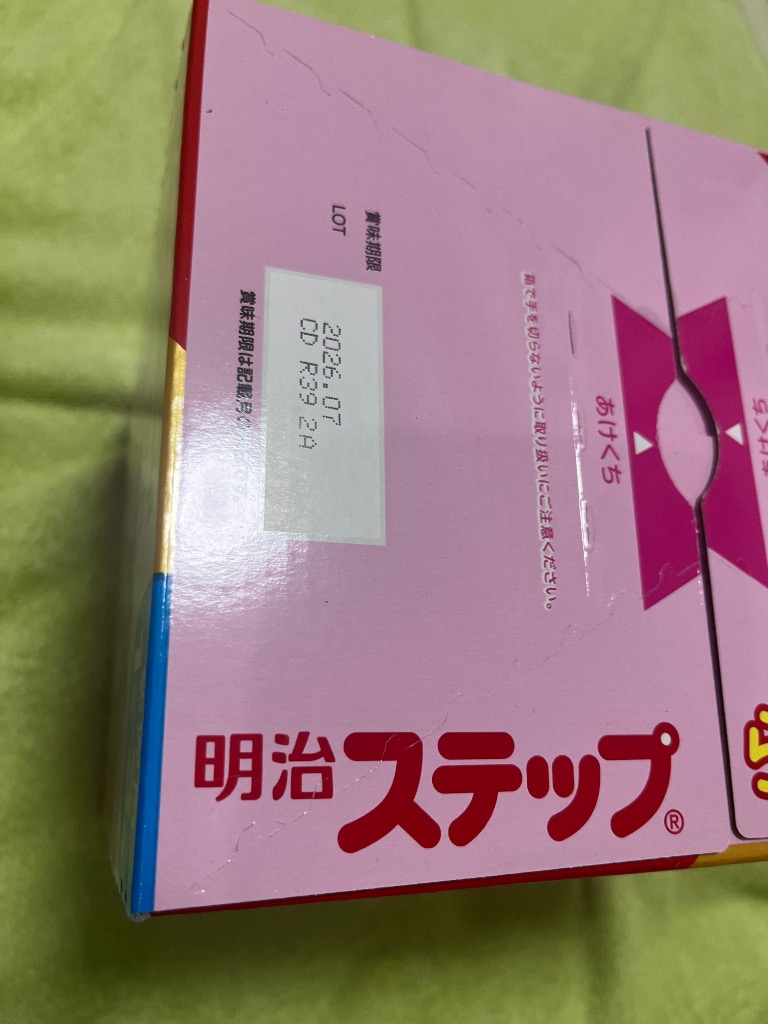 賞味期限
LOT
2026.07
CD R39 2A
賞味期限は記載
箱で手を切らないように取り扱いにご注意ください。
あけくち
明治ステップ®